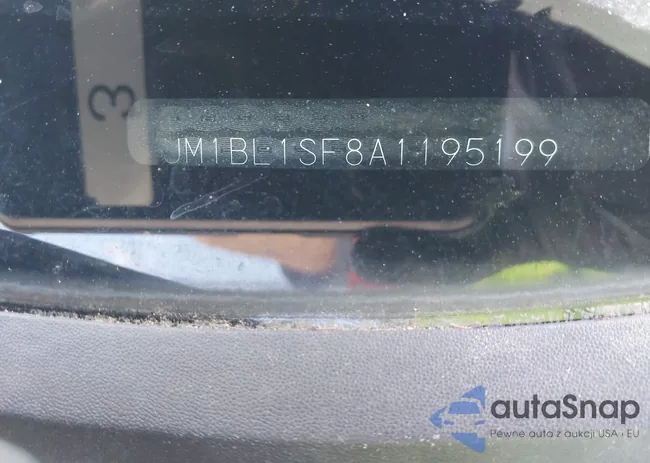 3
JM1BL1SF8A1195199
autaSnap
Pewne auta z aukcji USA i EU